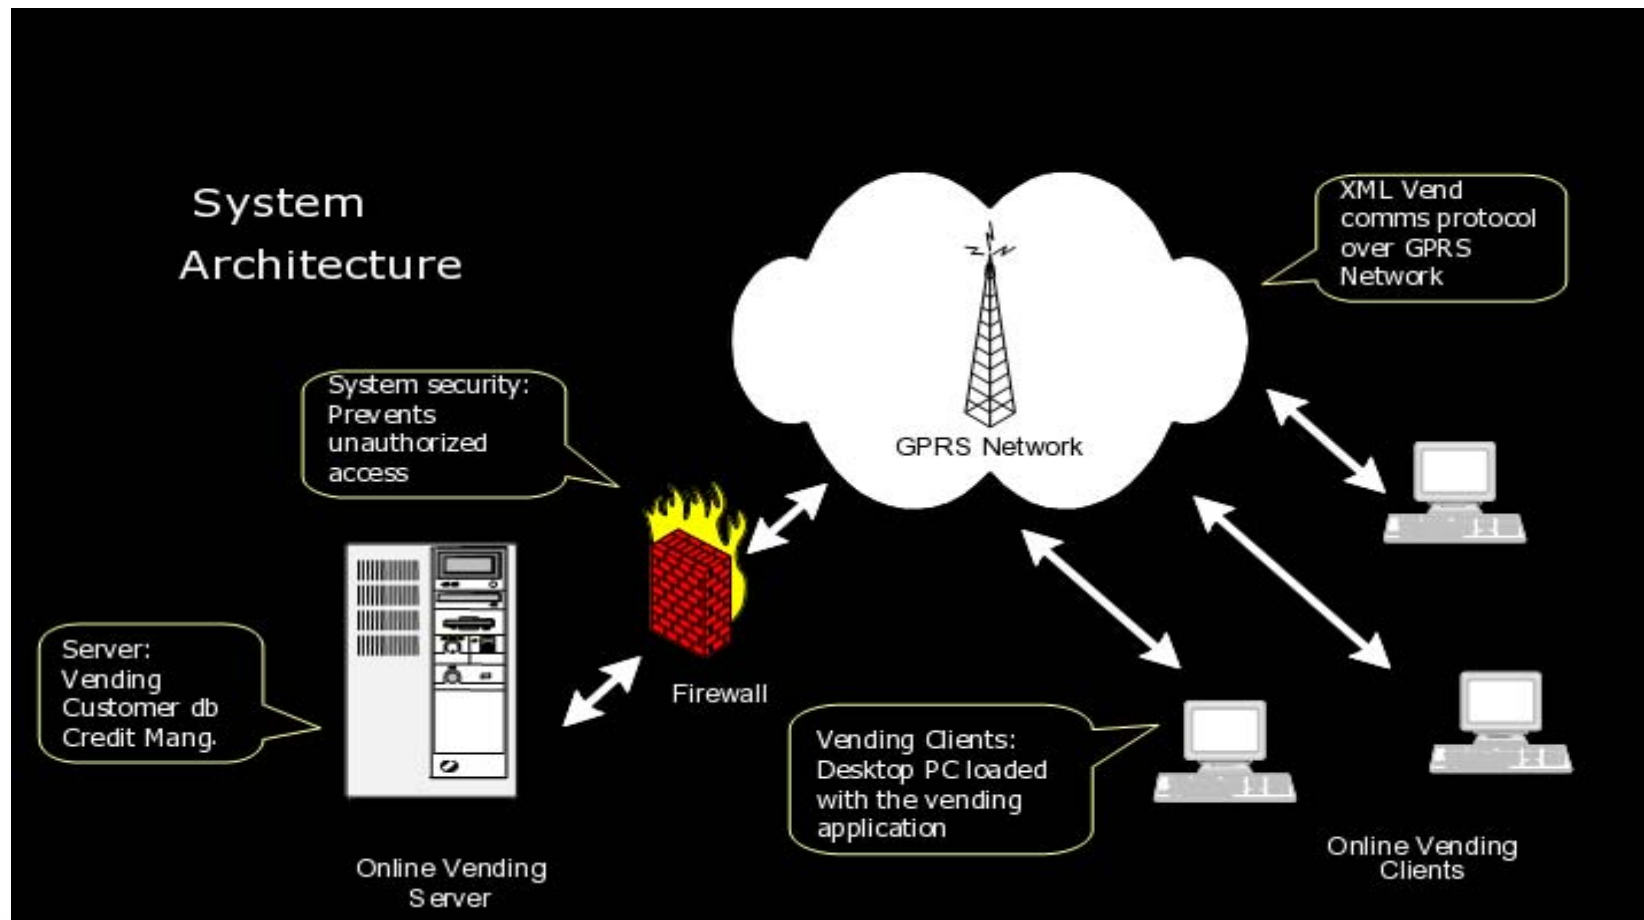 System
Architecture
XML Vend
comms protocol
over GPRS
Network
System security:
Prevents
unauthorized
access
GPRS Network
Server:
Vending
Customer db
Credit Mang.
Firewall
Vending Clients:
Desktop PC loaded
with the vending
application
Online Vending
Server
Online Vending
Clients